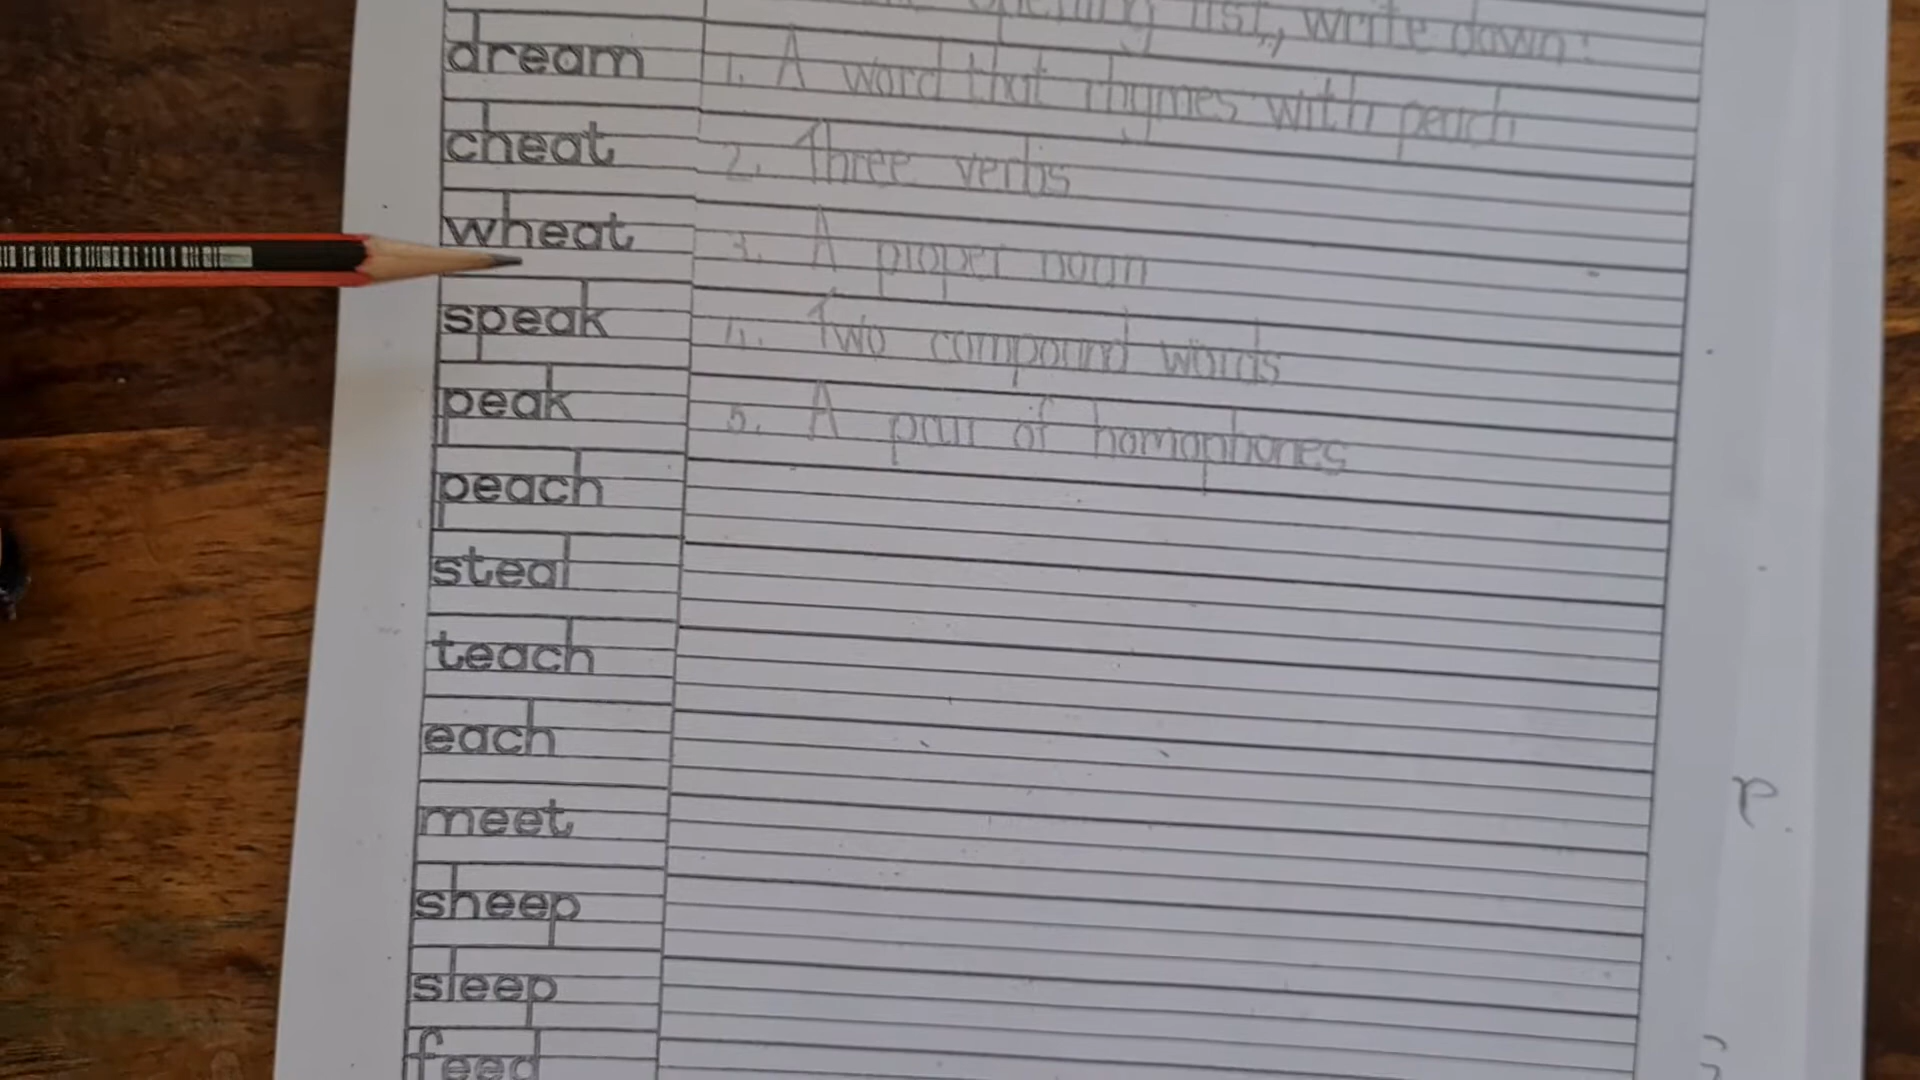 spelling list, write down:
dream
1. A word that rhymes with peach
cheat
2. Three verbs
wheat
3. A proper noun
speak
4. Two compound words
peak
5. A pair of homophones
peach
steal
teach
each
meet
sheep
sleep
feed